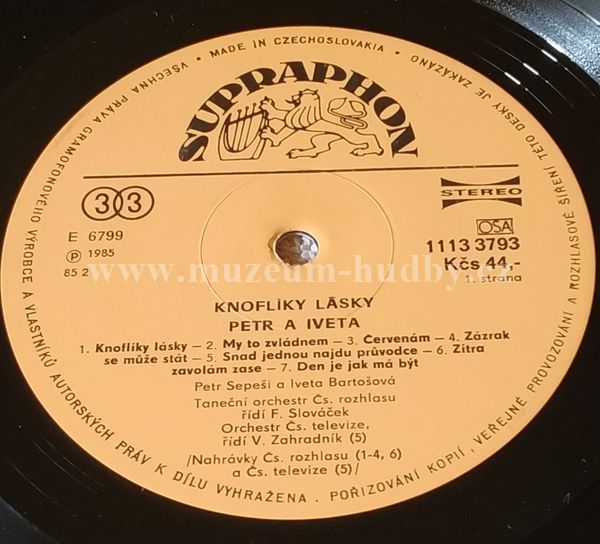 VŠECHNA PRÁVA GRAMOFONOVÉHO VÝROBCE A VLASTNÍKŮ AUTORSKÝCH PRÁV K DÍLU VYHRAŽENA . POŘIZOVÁNÍ KOPIÍ, VEŘEJNÉ PROVOZOVÁNÍ A ROZHLASOVÉ ŠÍŘENÍ TÉTO DESKY JE ZAKÁZÁNO • MADE IN CZECHOSLOVAKIA •
SUPRAPHON
33
STEREO
E 6799
OSA
℗ 1985
1113 3793
85 2
Kčs 44,-
1. strana
www.muzeum-hudby.cz
KNOFLÍKY LÁSKY
PETR A IVETA
1. Knoflíky lásky – 2. My to zvládnem – 3. Červenám – 4. Zázrak
se může stát – 5. Snad jednou najdu průvodce – 6. Zítra
zavolám zase – 7. Den je jak má být
Petr Sepeši a Iveta Bartošová
Taneční orchestr Čs. rozhlasu
řídí F. Slováček
Orchestr Čs. televize,
řídí V. Zahradník (5)
/Nahrávky Čs. rozhlasu (1-4, 6)
a Čs. televize (5)/